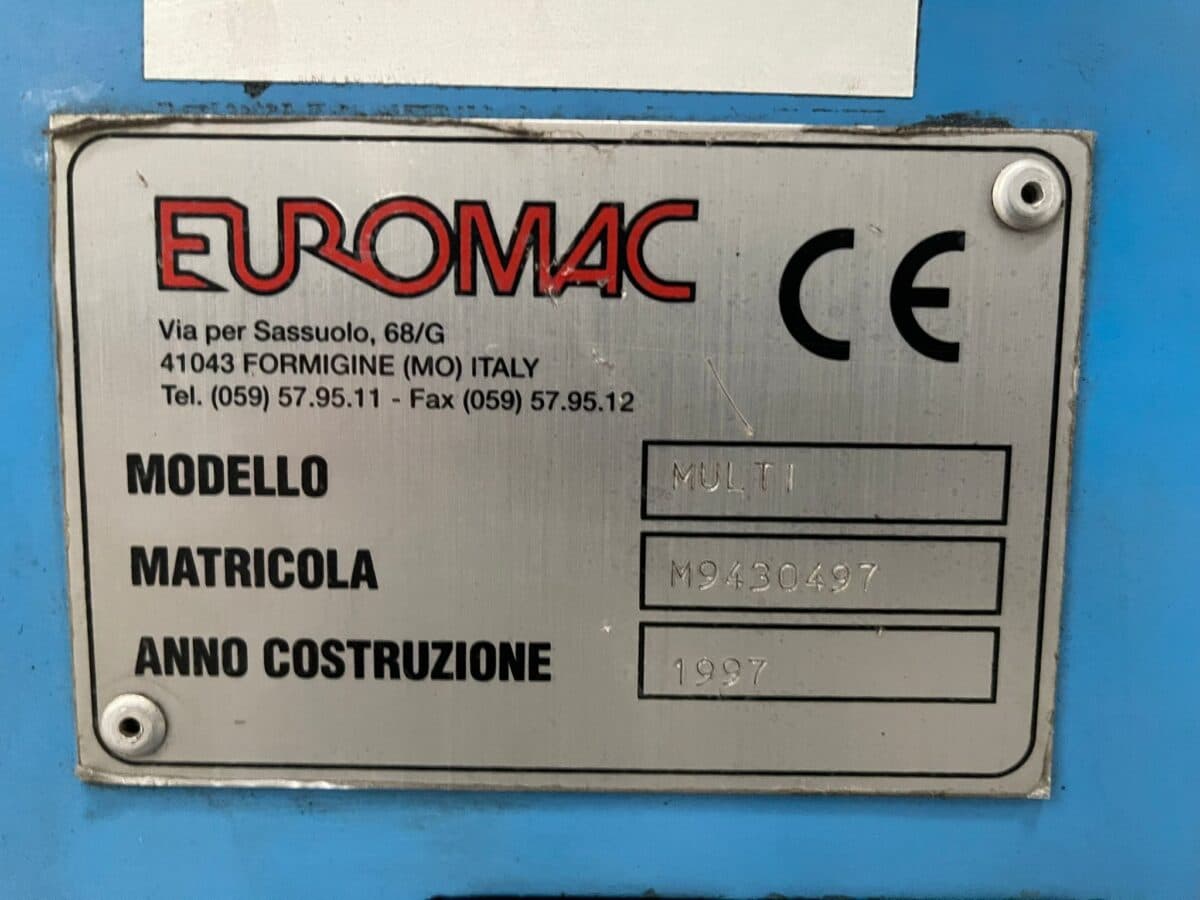 EUROMAC
CE
Via per Sassuolo, 68/G
41043 FORMIGINE (MO) ITALY
Tel. (059) 57.95.11 - Fax (059) 57.95.12
MODELLO MULTI
MATRICOLA M9430497
ANNO COSTRUZIONE 1997